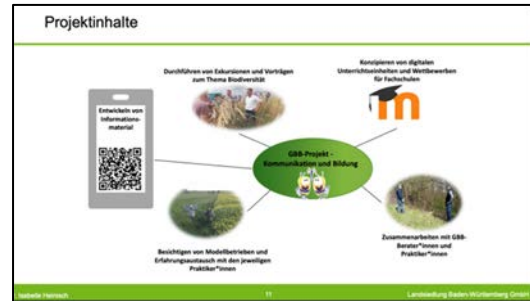 Projektinhalte
Durchführen von Exkursionen und Vorträgen
zum Thema Biodiversität
Konzipieren von digitalen
Unterrichtseinheiten und Wettbewerben
für Fachschulen
Entwickeln von
Informations-
material
m
GBB-Projekt -
Kommunikation und Bildung
Besichtigen von Modellbetrieben und
Erfahrungsaustausch mit den jeweiligen
Praktiker*innen
Zusammenarbeiten mit GBB-
Berater*innen und
Praktiker*innen
Isabelle Heinisch
11
Landsiedlung Baden-Württemberg GmbH